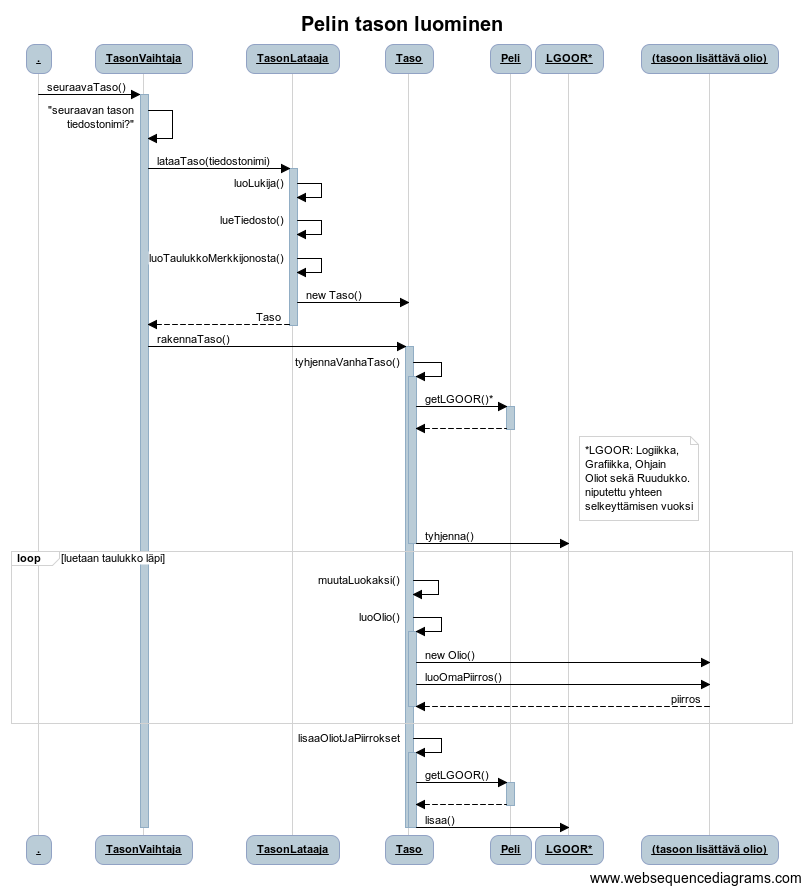 Pelin tason luominen
.
TasonVaihtaja
TasonLataaja
Taso
Peli
LGOOR*
(tasoon lisättävä olio)
seuraavaTaso()
"seuraavan tason
tiedostonimi?"
lataaTaso(tiedostonimi)
luoLukija()
lueTiedosto()
luoTaulukkoMerkkijonosta()
new Taso()
Taso
rakennaTaso()
tyhjennaVanhaTaso()
getLGOOR()*
*LGOOR: Logiikka,
Grafiikka, Ohjain
Oliot sekä Ruudukko.
niputettu yhteen
selkeyttämisen vuoksi
tyhjenna()
loop
[luetaan taulukko läpi]
muutaLuokaksi()
luoOlio()
new Olio()
luoOmaPiirros()
piirros
lisaaOliotJaPiirrokset
getLGOOR()
lisaa()
.
TasonVaihtaja
TasonLataaja
Taso
Peli
LGOOR*
(tasoon lisättävä olio)
www.websequencediagrams.com